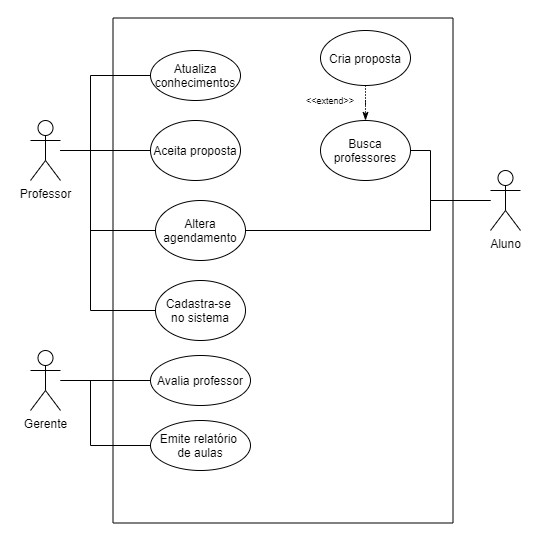 Cria proposta
Atualiza
conhecimentos
<<extend>>
Aceita proposta
Busca
professores
Professor
Altera
agendamento
Aluno
Cadastra-se
no sistema
Avalia professor
Gerente
Emite relatório
de aulas